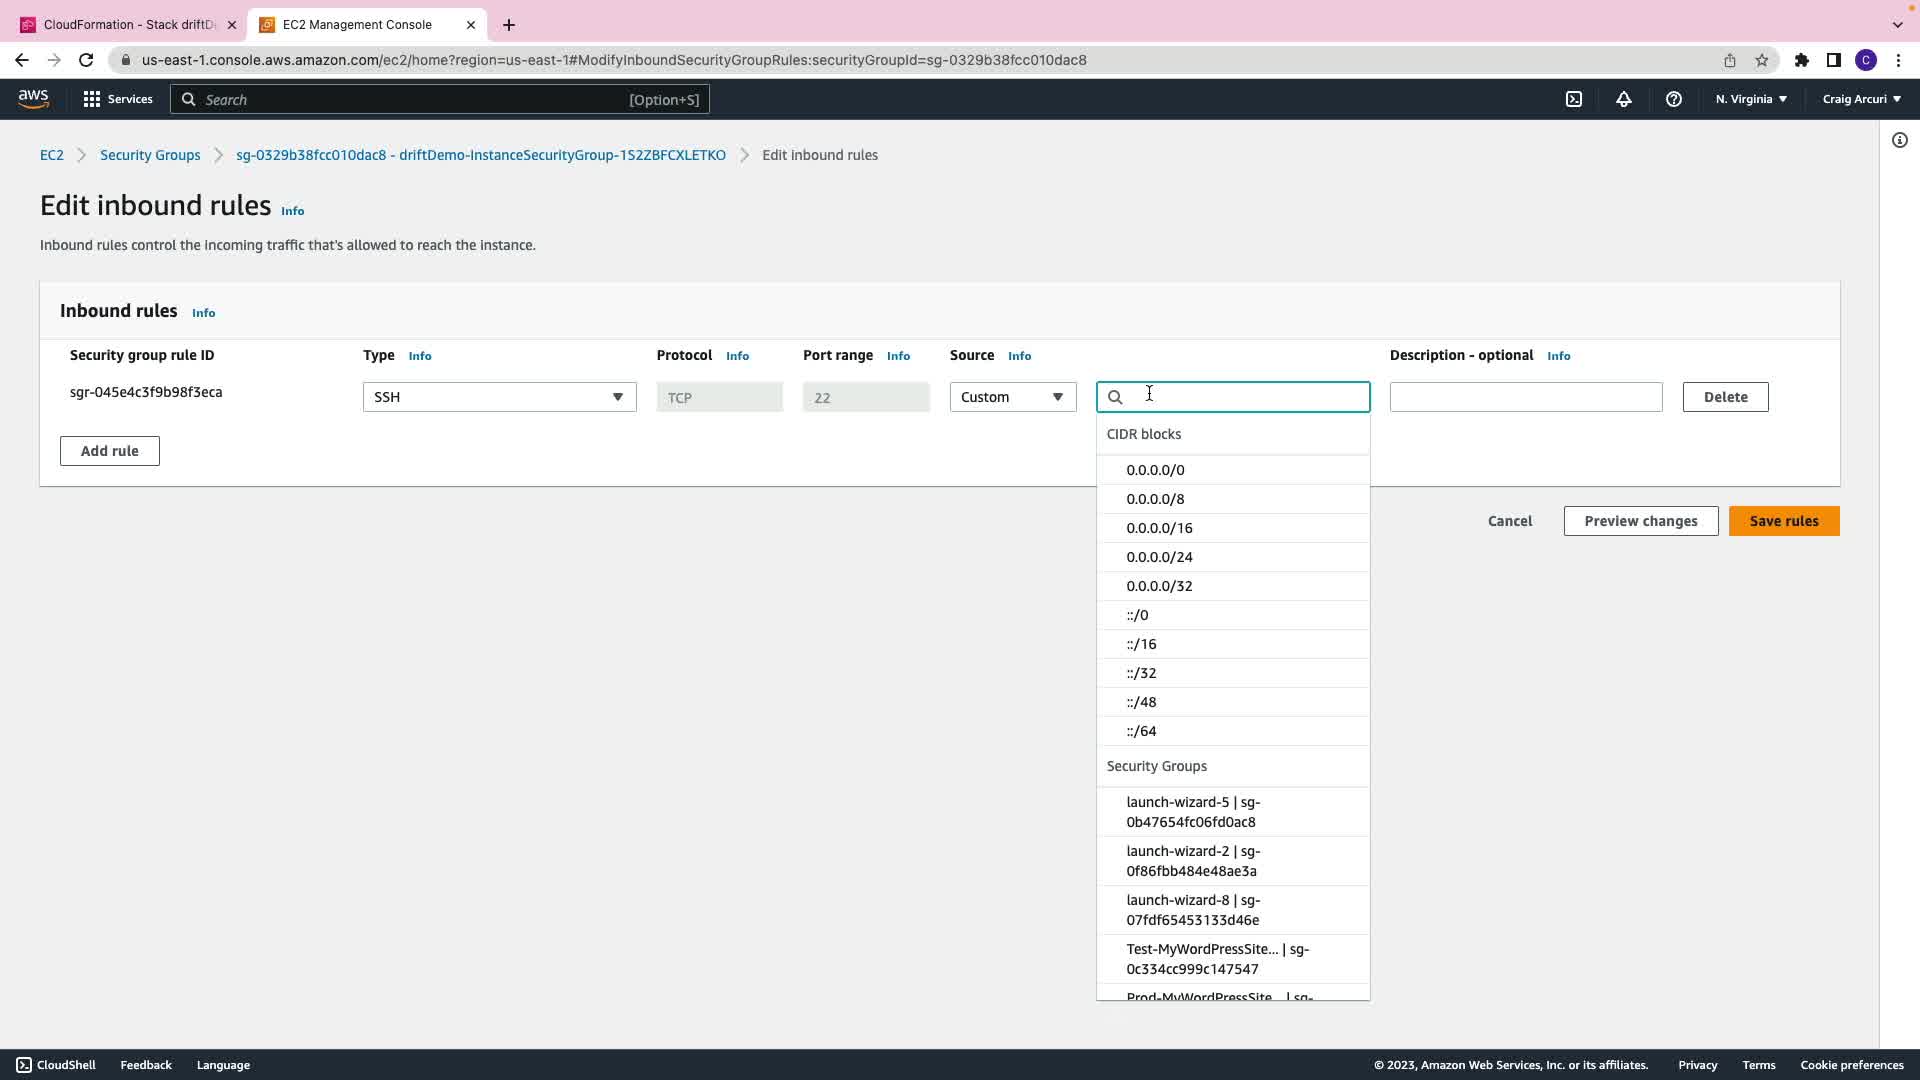 CloudFormation - Stack driftD
EC2 Management Console
us-east-1.console.aws.amazon.com/ec2/home?region=us-east-1#ModifyInboundSecurityGroupRules:securityGroupId=sg-0329b38fcc010dac8
C
aws
Services
Search
[Option+S]
N. Virginia
Craig Arcuri
EC2
Security Groups
sg-0329b38fcc010dac8 - driftDemo-InstanceSecurityGroup-1S2ZBFCXLETKO
Edit inbound rules
Edit inbound rules Info
Inbound rules control the incoming traffic that's allowed to reach the instance.
Inbound rules Info
Security group rule ID
Type Info
Protocol Info
Port range Info
Source Info
Description - optional Info
sgr-045e4c3f9b98f3eca
SSH
TCP
22
Custom
Delete
Add rule
CIDR blocks
0.0.0.0/0
0.0.0.0/8
0.0.0.0/16
0.0.0.0/24
0.0.0.0/32
::/0
::/16
::/32
::/48
::/64
Security Groups
launch-wizard-5 | sg-
0b47654fc06fd0ac8
launch-wizard-2 | sg-
0f86fbb484e48ae3a
launch-wizard-8 | sg-
07fdf65453133d46e
Test-MyWordPressSite... | sg-
0c334cc999c147547
Prod-MyWordPressSite... | sg-
Cancel
Preview changes
Save rules
CloudShell
Feedback
Language
© 2023, Amazon Web Services, Inc. or its affiliates.
Privacy
Terms
Cookie preferences